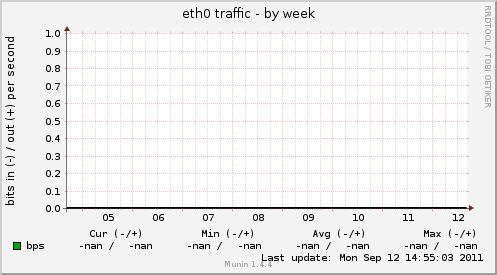 eth0 traffic - by week
RRDTOOL / TOBI OETIKER
bits in (-) / out (+) per second
1.0
0.9
0.8
0.7
0.6
0.5
0.4
0.3
0.2
0.1
0.0
05 06 07 08 09 10 11 12
Cur (-/+) Min (-/+) Avg (-/+) Max (-/+)
bps -nan / -nan -nan / -nan -nan / -nan -nan / -nan
Last update: Mon Sep 12 14:55:03 2011
Munin 1.4.4